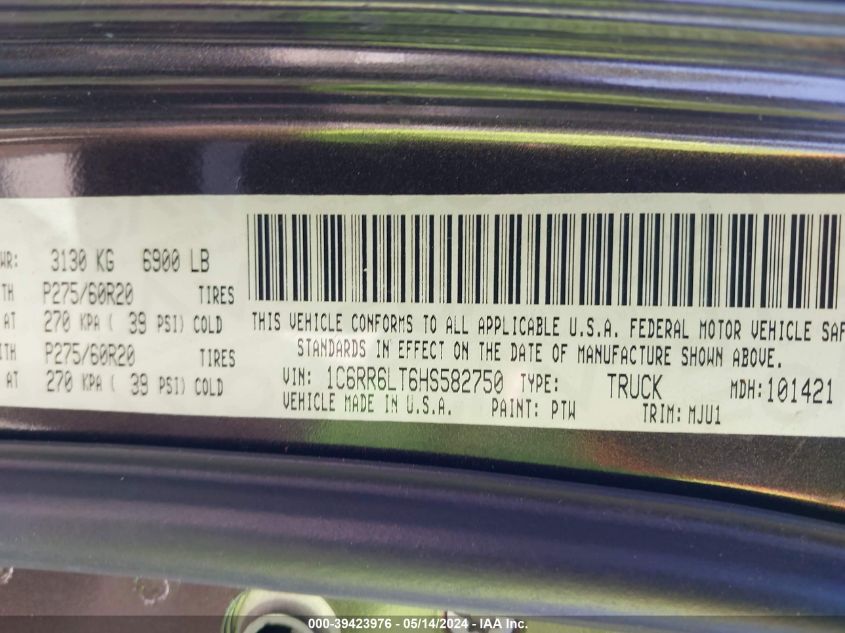 WR: 3130 KG 6900 LB
TH P275/60R20 TIRES
AT 270 KPA ( 39 PSI) COLD
ITH P275/60R20 TIRES
AT 270 KPA ( 39 PSI) COLD
THIS VEHICLE CONFORMS TO ALL APPLICABLE U.S.A. FEDERAL MOTOR VEHICLE SAF
STANDARDS IN EFFECT ON THE DATE OF MANUFACTURE SHOWN ABOVE.
VIN: 1C6RR6LT6HS582750 TYPE: TRUCK MDH:101421
VEHICLE MADE IN U.S.A. PAINT: PTW TRIM: MJU1
000-39423976 - 05/14/2024 - IAA Inc.